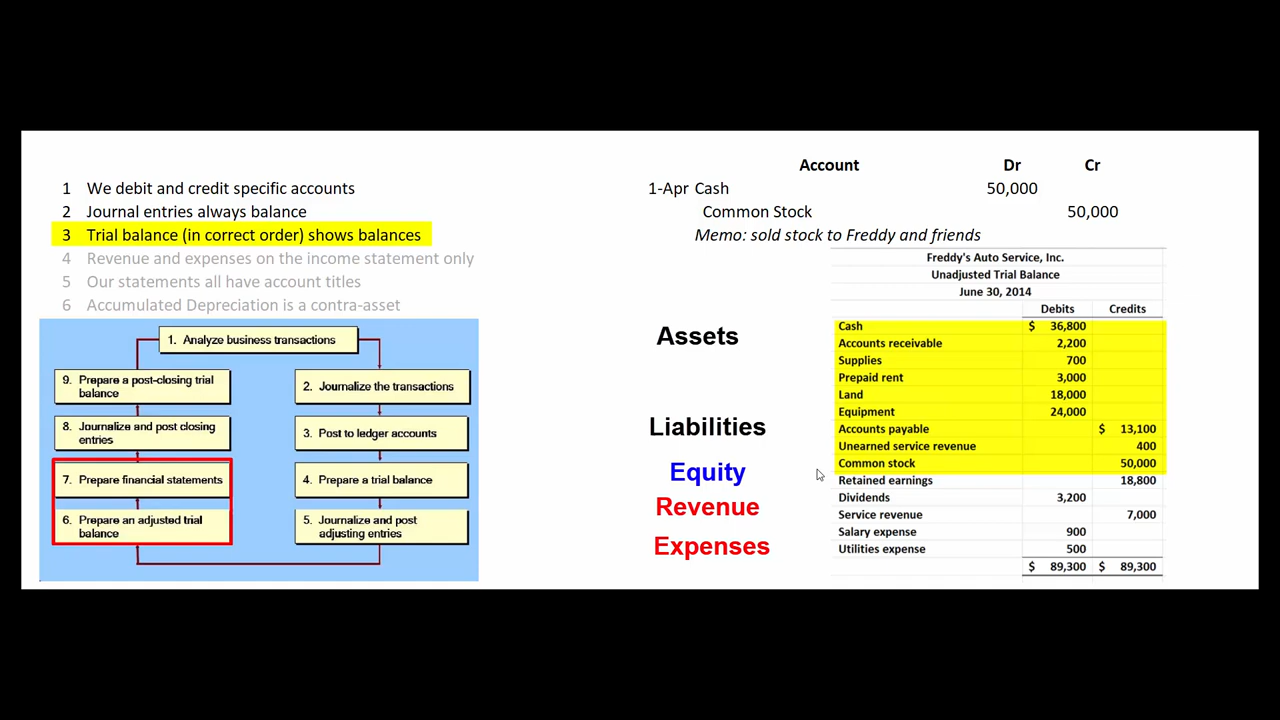 1 We debit and credit specific accounts
2 Journal entries always balance
3 Trial balance (in correct order) shows balances
4 Revenue and expenses on the income statement only
5 Our statements all have account titles
6 Accumulated Depreciation is a contra-asset
1. Analyze business transactions
9. Prepare a post-closing trial
balance
2. Journalize the transactions
8. Journalize and post closing
entries
3. Post to ledger accounts
7. Prepare financial statements
4. Prepare a trial balance
6. Prepare an adjusted trial
balance
5. Journalize and post
adjusting entries
Account Dr Cr
1-Apr Cash 50,000
Common Stock 50,000
Memo: sold stock to Freddy and friends
Assets
Liabilities
Equity
Revenue
Expenses
Freddy's Auto Service, Inc.
Unadjusted Trial Balance
June 30, 2014
Debits Credits
Cash $ 36,800
Accounts receivable 2,200
Supplies 700
Prepaid rent 3,000
Land 18,000
Equipment 24,000
Accounts payable $ 13,100
Unearned service revenue 400
Common stock 50,000
Retained earnings 18,800
Dividends 3,200
Service revenue 7,000
Salary expense 900
Utilities expense 500
$ 89,300 $ 89,300